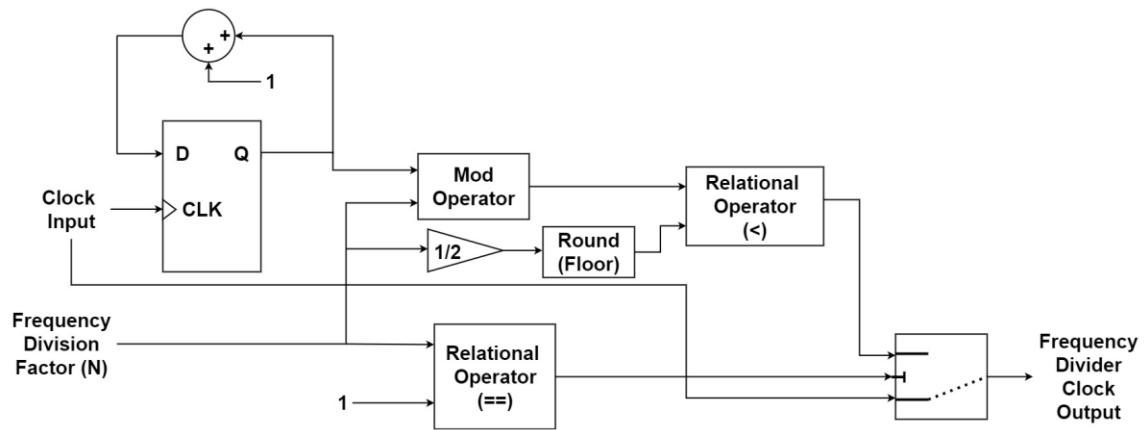 +
+
1
D
Q
CLK
Clock
Input
Mod
Operator
Relational
Operator
(<)
1/2
Round
(Floor)
Frequency
Division
Factor (N)
Relational
Operator
(==)
1
Frequency
Divider
Clock
Output